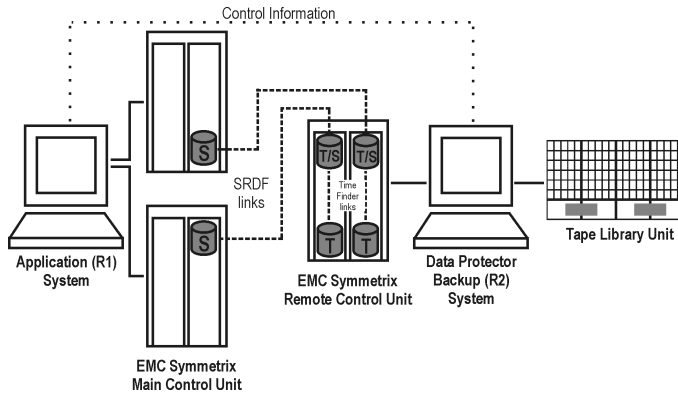 Control Information
S
SRDF
links
S
T/S
T/S
Time
Finder
links
T
T
Application (R1)
System
EMC Symmetrix
Main Control Unit
EMC Symmetrix
Remote Control Unit
Data Protector
Backup (R2)
System
Tape Library Unit